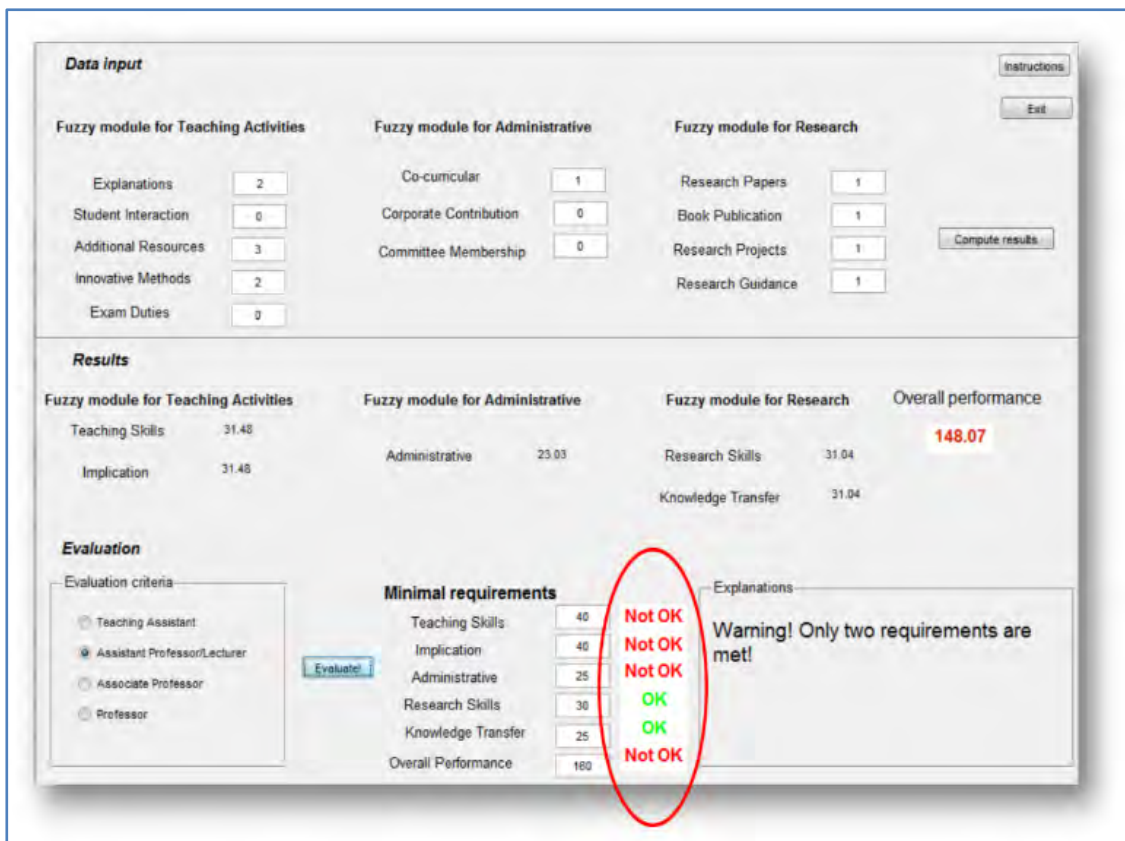 Data input
Instructions
Exit
Fuzzy module for Teaching Activities
Fuzzy module for Administrative
Fuzzy module for Research
Explanations 2
Co-curricular 1
Research Papers 1
Student Interaction 0
Corporate Contribution 0
Book Publication 1
Additional Resources 3
Committee Membership 0
Research Projects 1
Compute results
Innovative Methods 2
Research Guidance 1
Exam Duties 0
Results
Fuzzy module for Teaching Activities
Fuzzy module for Administrative
Fuzzy module for Research
Overall performance
Teaching Skills 31.48
148.07
Administrative 23.03
Research Skills 31.04
Implication 31.48
Knowledge Transfer 31.04
Evaluation
Evaluation criteria
Teaching Assistant
Assistant Professor/Lecturer
Associate Professor
Professor
Evaluate!
Minimal requirements
Teaching Skills 40 Not OK
Implication 40 Not OK
Administrative 25 Not OK
Research Skills 30 OK
Knowledge Transfer 25 OK
Overall Performance 160 Not OK
Explanations
Warning! Only two requirements are
met!